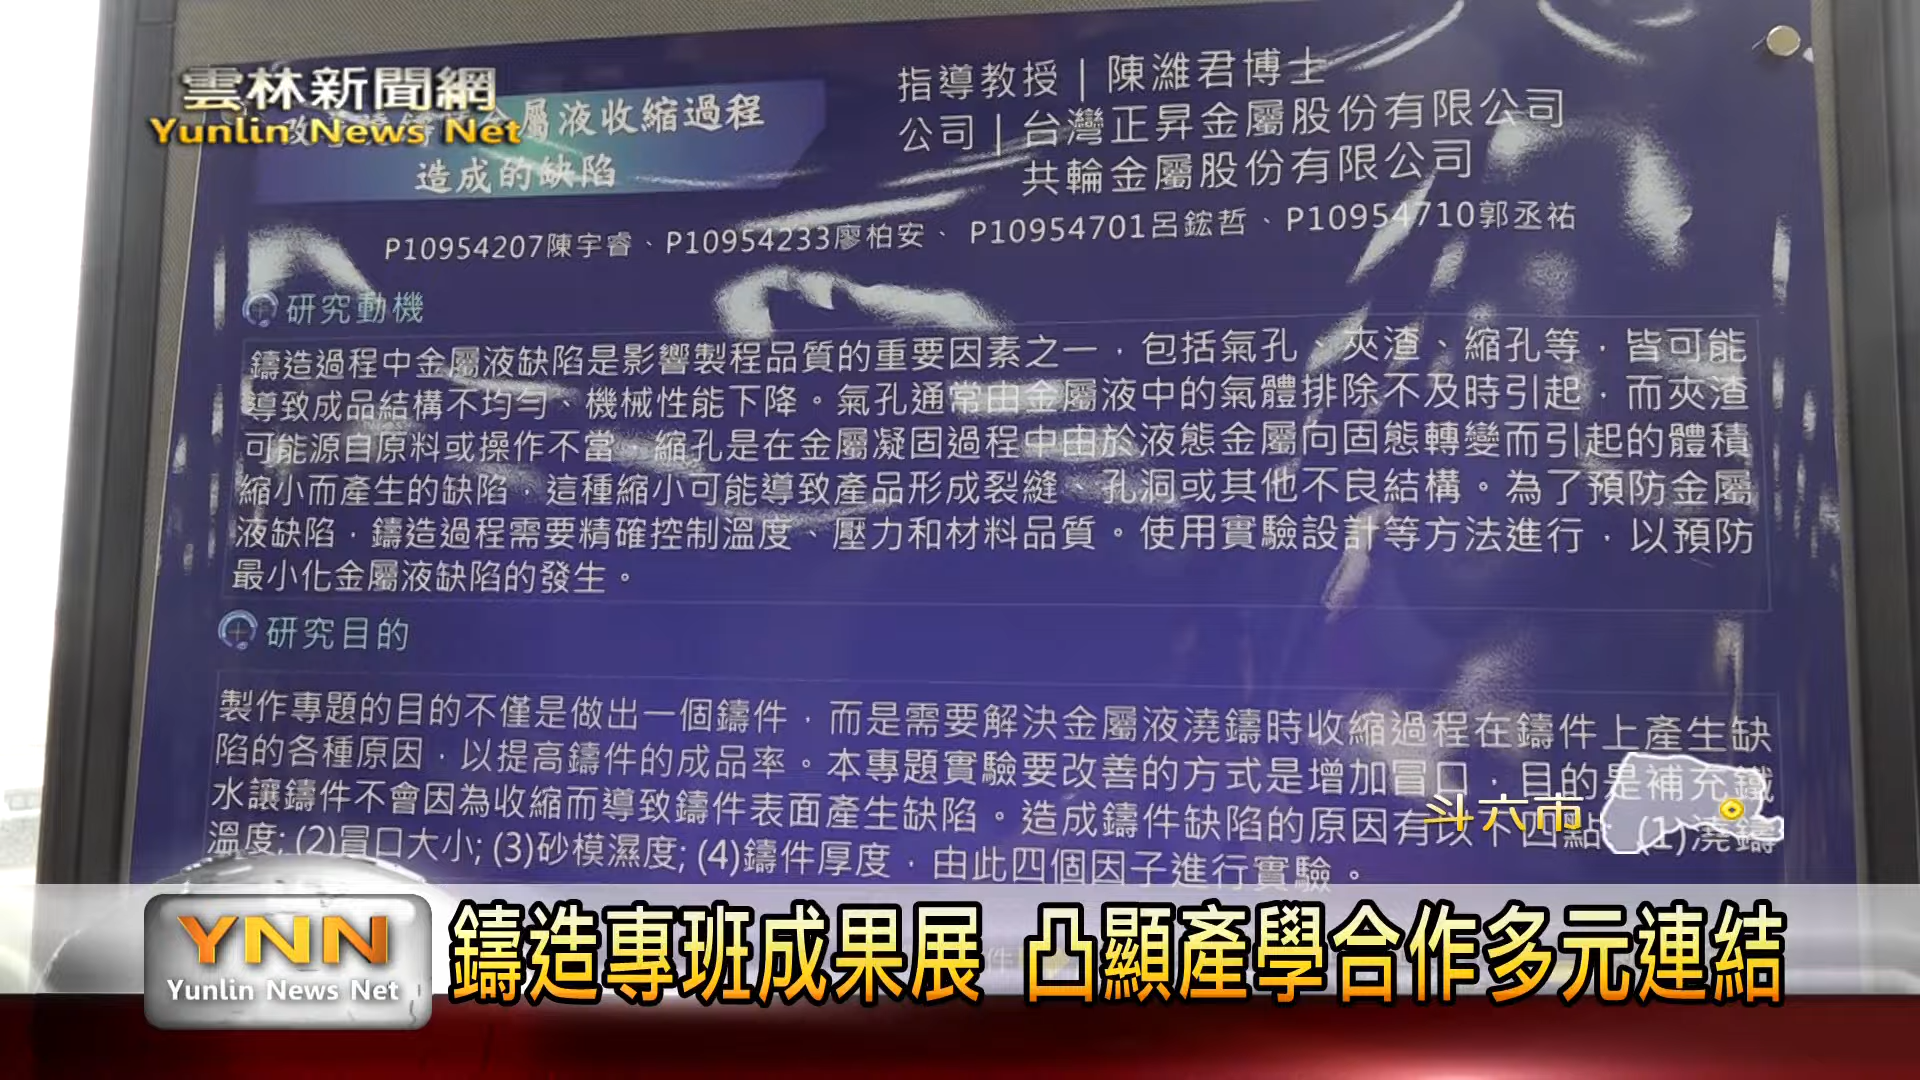 雲林新聞網
Yunlin News Net
金屬液收縮過程
造成的缺陷
指導教授｜陳濰君博士
公司｜台灣正昇金屬股份有限公司
共輪金屬股份有限公司
P10954207陳宇睿、P10954233廖柏安、P10954701呂鋐哲、P10954710郭丞祐
研究動機
鑄造過程中金屬液缺陷是影響製程品質的重要因素之一，包括氣孔、夾渣、縮孔等，皆可能
導致成品結構不均勻、機械性能下降。氣孔通常由金屬液中的氣體排除不及時引起，而夾渣
可能源自原料或操作不當，縮孔是在金屬凝固過程中由於液態金屬向固態轉變而引起的體積
縮小而產生的缺陷，這種縮小可能導致產品形成裂縫、孔洞或其他不良結構。為了預防金屬
液缺陷，鑄造過程需要精確控制溫度、壓力和材料品質。使用實驗設計等方法進行，以預防
最小化金屬液缺陷的發生。
研究目的
製作專題的目的不僅是做出一個鑄件，而是需要解決金屬液澆鑄時收縮過程在鑄件上產生缺
陷的各種原因，以提高鑄件的成品率。本專題實驗要改善的方式是增加冒口，目的是補充鐵
水讓鑄件不會因為收縮而導致鑄件表面產生缺陷。造成鑄件缺陷的原因有以下四點:(1)澆鑄
溫度; (2)冒口大小; (3)砂模濕度; (4)鑄件厚度，由此四個因子進行實驗。
斗六市
YNN
Yunlin News Net
鑄造專班成果展 凸顯產學合作多元連結